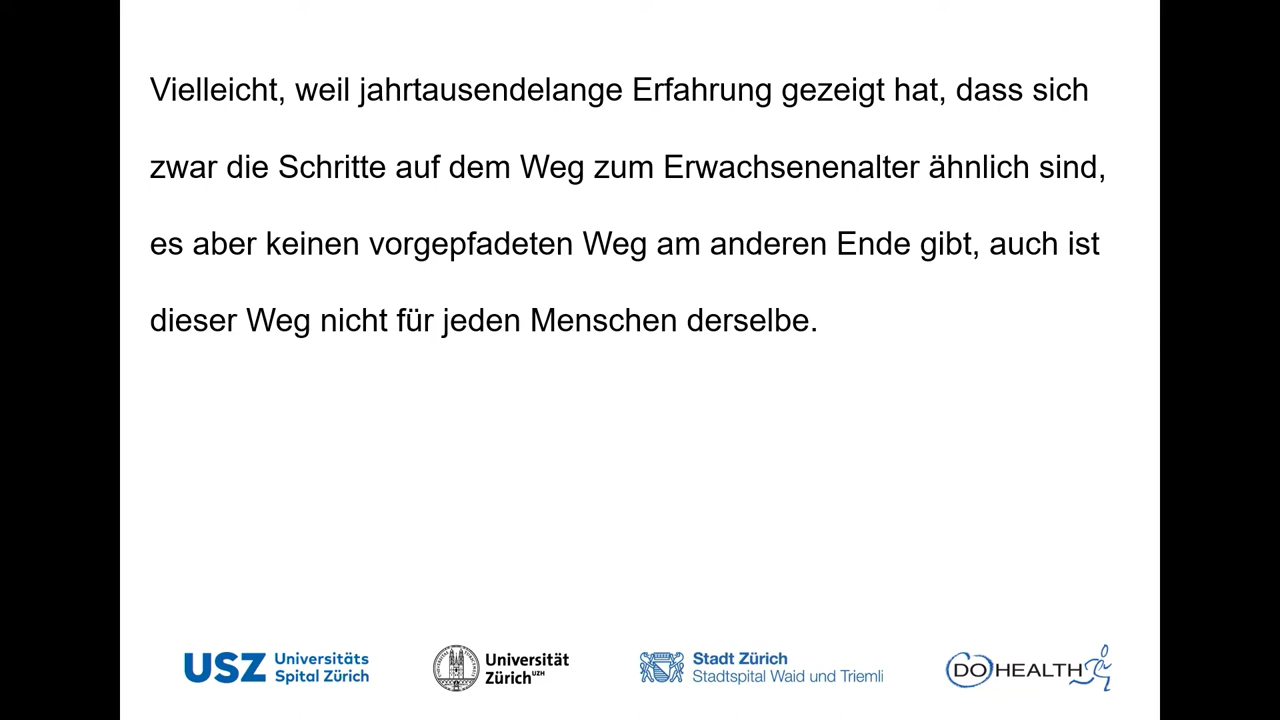 Vielleicht, weil jahrtausendelange Erfahrung gezeigt hat, dass sich
zwar die Schritte auf dem Weg zum Erwachsenenalter ähnlich sind,
es aber keinen vorgepfadeten Weg am anderen Ende gibt, auch ist
dieser Weg nicht für jeden Menschen derselbe.
USZ Universitäts Spital Zürich
Universität Zürich UZH
Stadt Zürich
Stadtspital Waid und Triemli
DO HEALTH